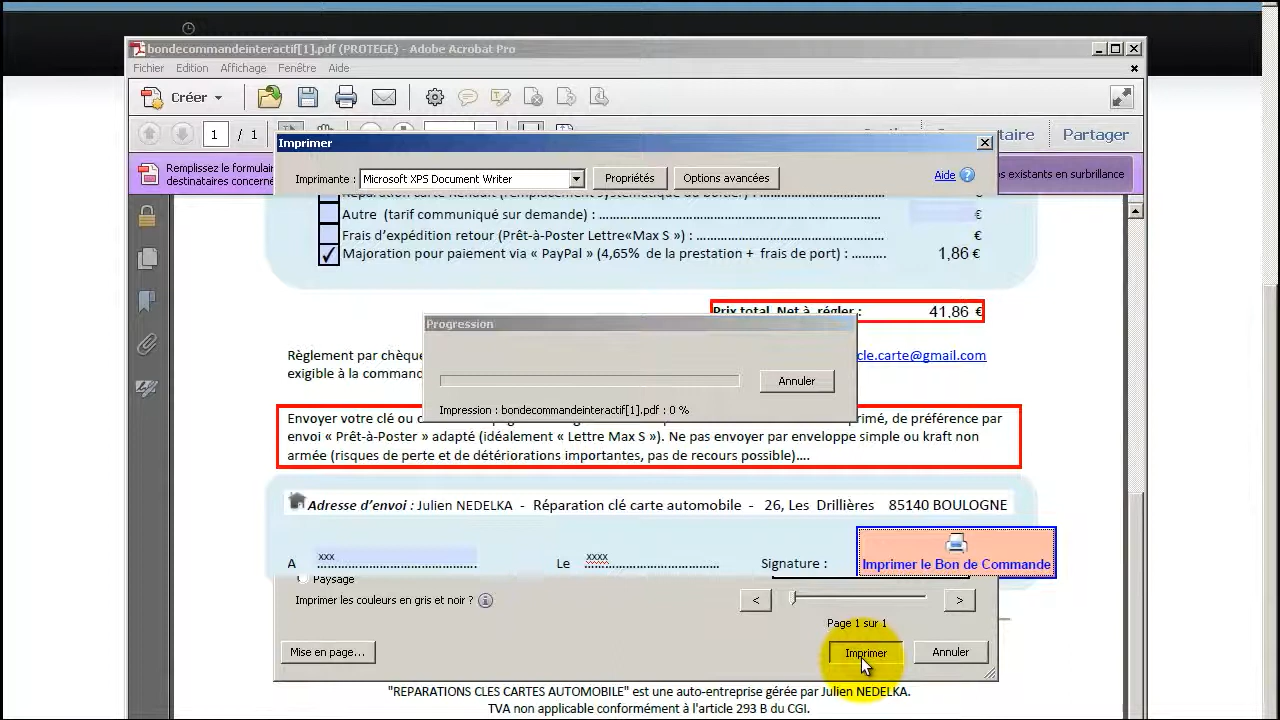 bondecommandeinteractif[1].pdf (PROTEGE) - Adobe Acrobat Pro
Fichier Edition Affichage Fenêtre Aide
Créer
1 / 1
Partager
Imprimer
Remplissez le formulai
destinataires concerné
existants en surbrillance
Imprimante : Microsoft XPS Document Writer Propriétés Options avancées Aide
Autre (tarif communiqué sur demande) : €
Frais d'expédition retour (Prêt-à-Poster Lettre«Max S ») : €
Majoration pour paiement via « PayPal » (4,65% de la prestation + frais de port) : 1,86 €
Prix total Net à régler : 41,86 €
Progression
Règlement par chèqu
cle.carte@gmail.com
exigible à la comman
Annuler
Impression : bondecommandeinteractif[1].pdf : 0 %
Envoyer votre clé ou
primé, de préférence par
envoi « Prêt-à-Poster » adapté (idéalement « Lettre Max S »). Ne pas envoyer par enveloppe simple ou kraft non
armée (risques de perte et de détériorations importantes, pas de recours possible)....
Adresse d'envoi : Julien NEDELKA - Réparation clé carte automobile - 26, Les Drillières 85140 BOULOGNE
A xxx Le xxxx Signature :
Imprimer le Bon de Commande
Paysage
Imprimer les couleurs en gris et noir ?
< >
Page 1 sur 1
Mise en page... Imprimer Annuler
"REPARATIONS CLES CARTES AUTOMOBILE" est une auto-entreprise gérée par Julien NEDELKA.
TVA non applicable conformément à l'article 293 B du CGI.